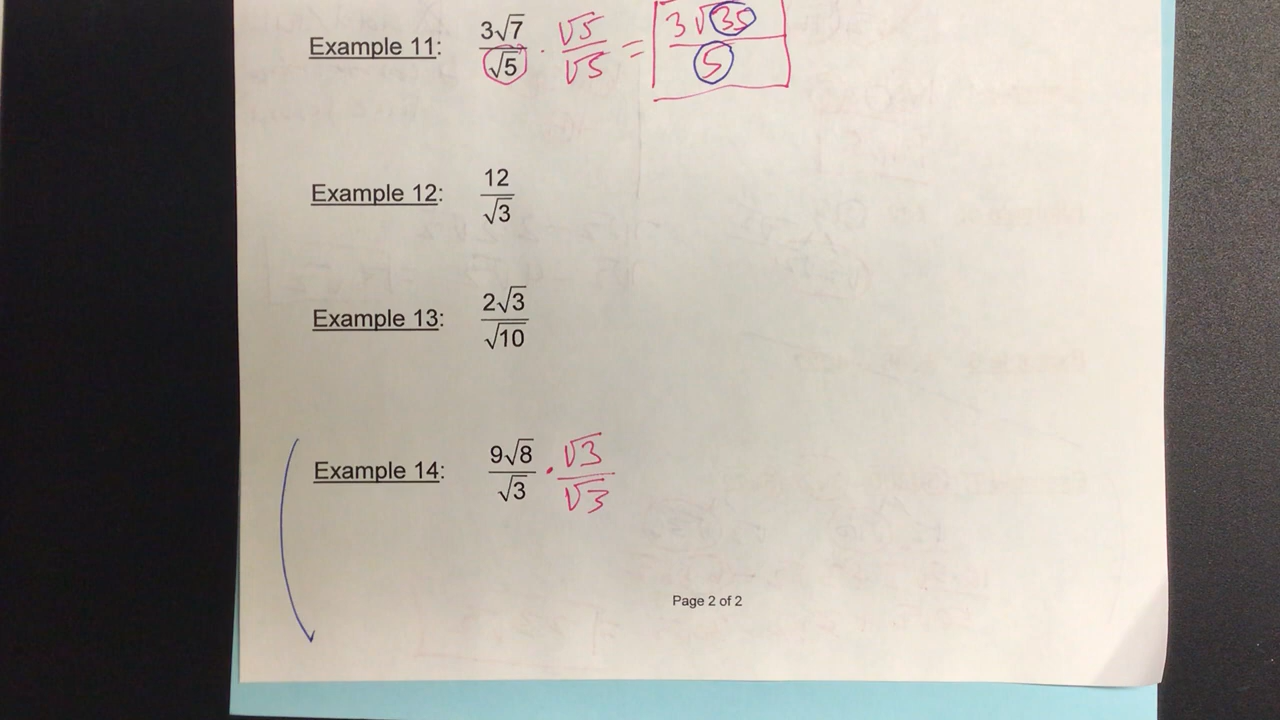 Example 11: 3√7/√5 · √5/√5 = 3√35/5
Example 12: 12/√3
Example 13: 2√3/√10
Example 14: 9√8/√3 · √3/√3
Page 2 of 2